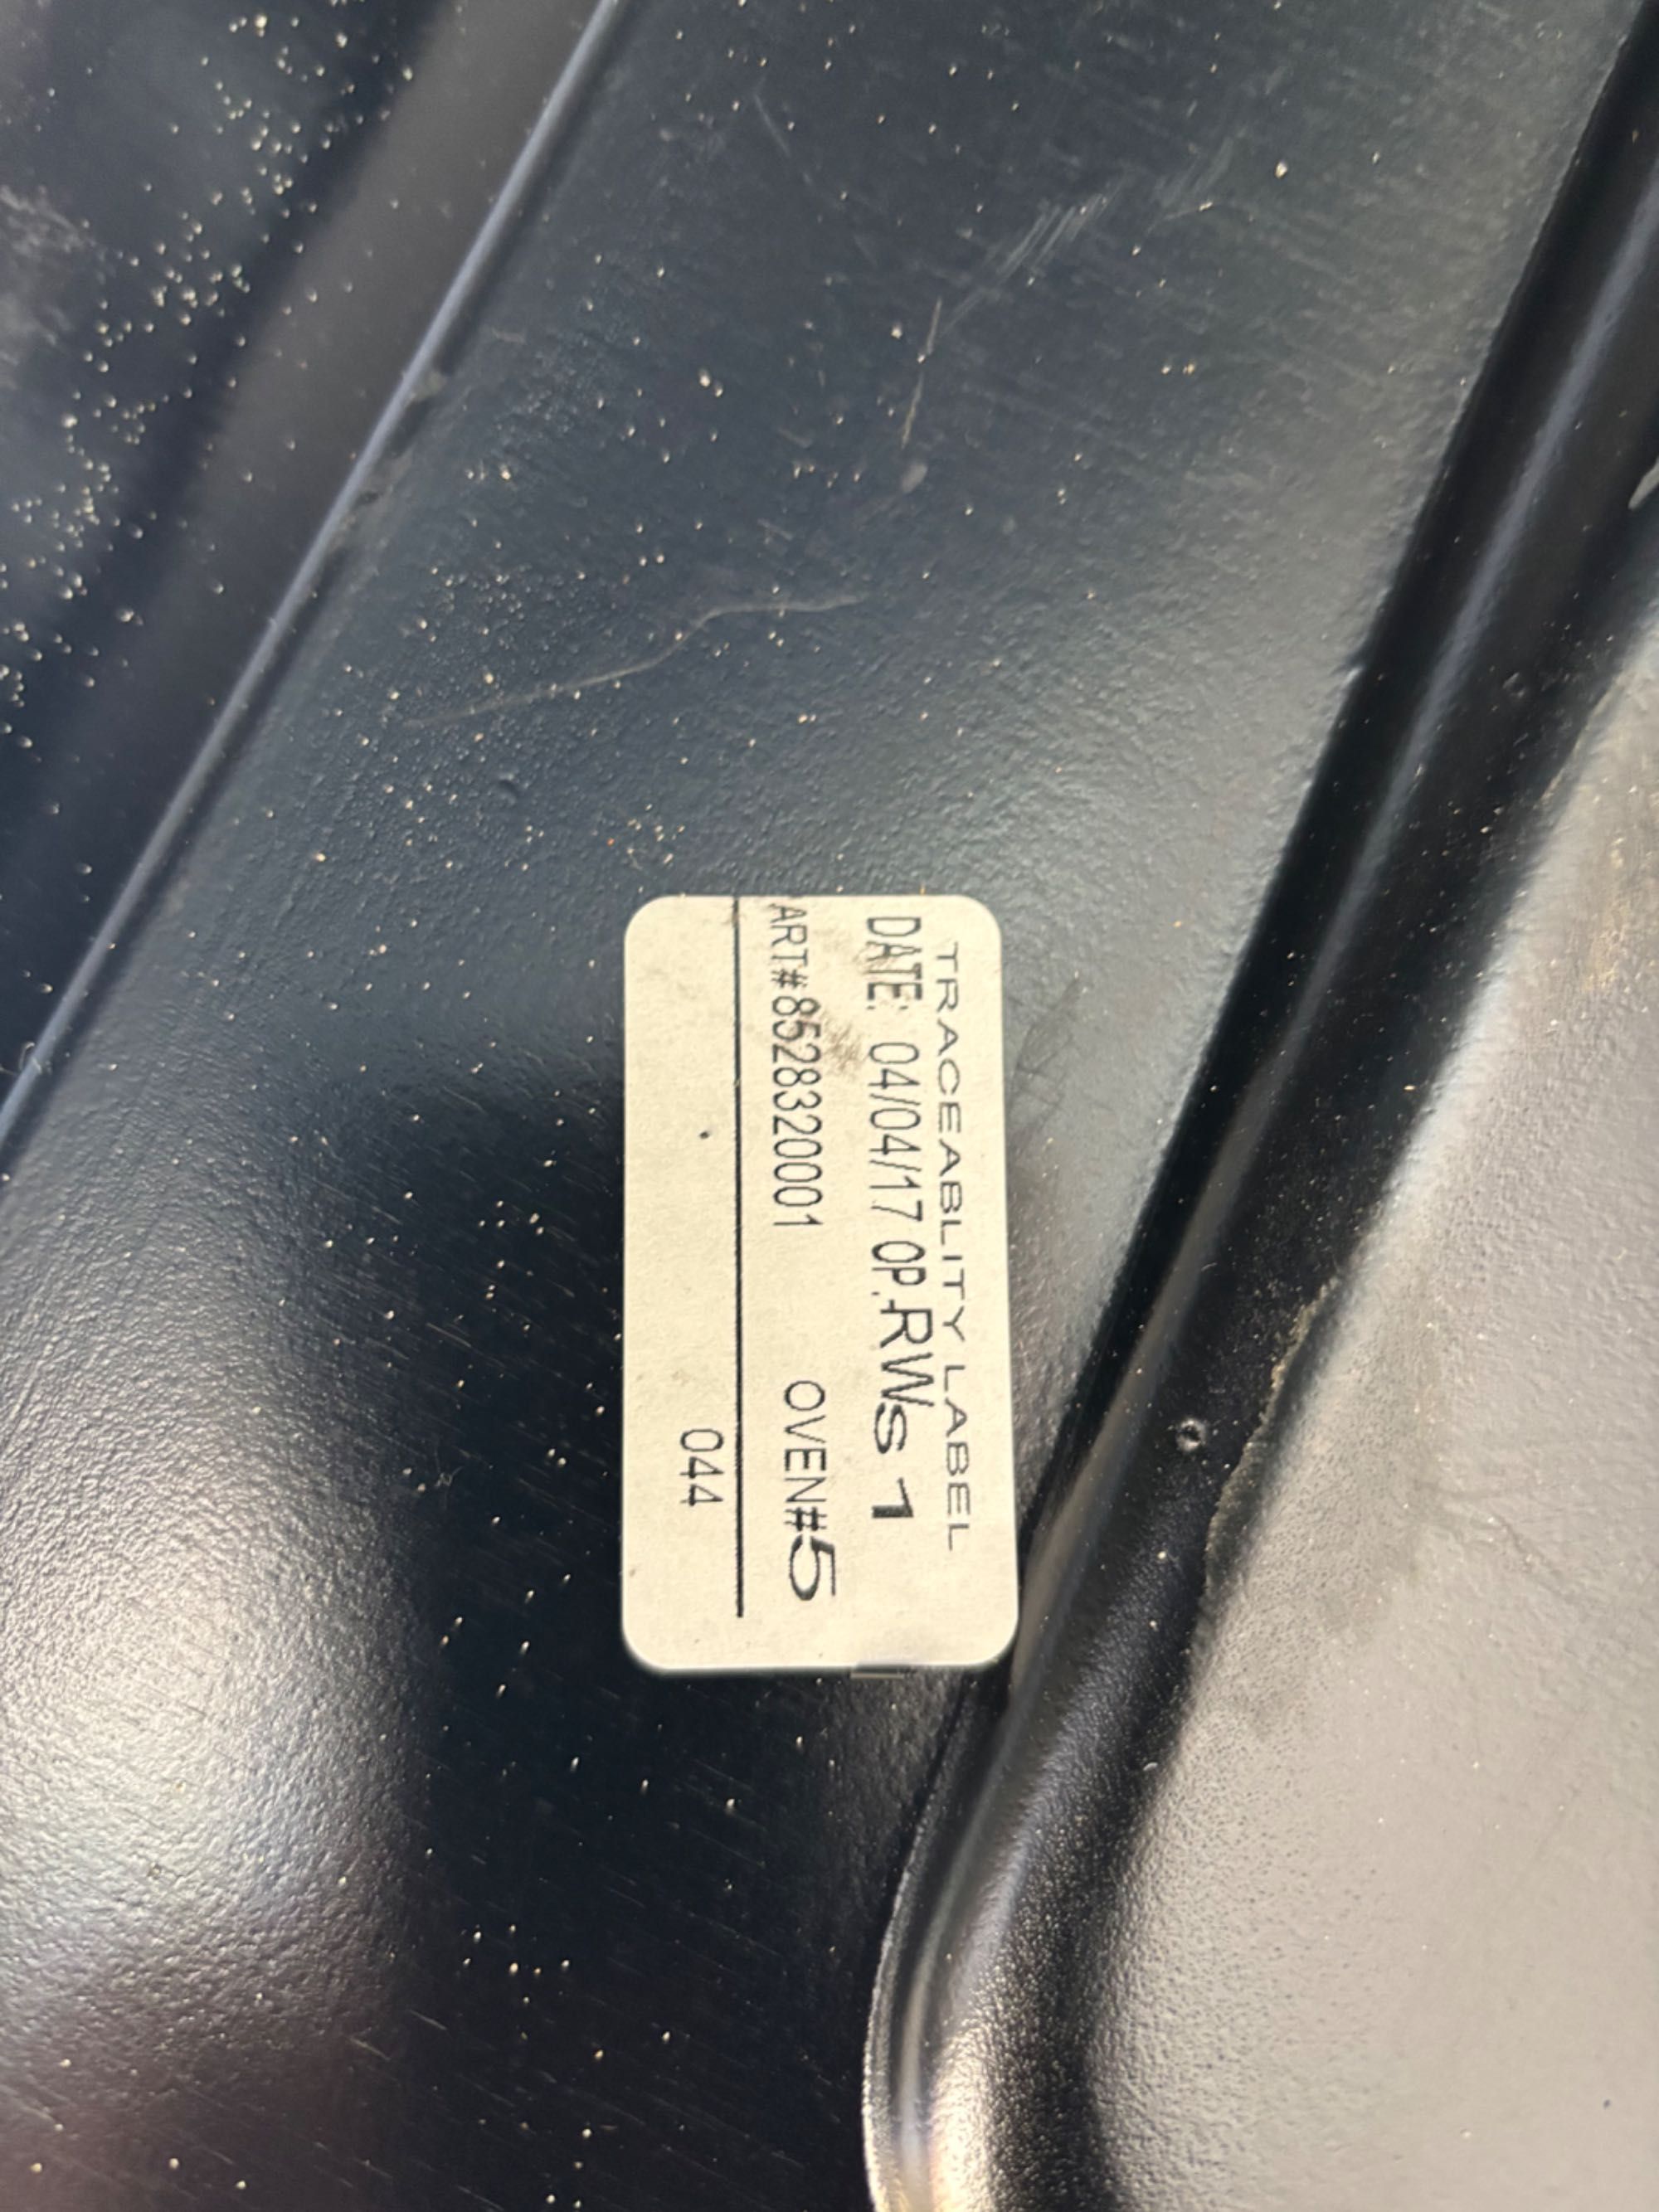 TRACEABLITY LABEL
DATE: 04/04/17 OP.RWs 1
ART#8528320001 OVEN#5
044